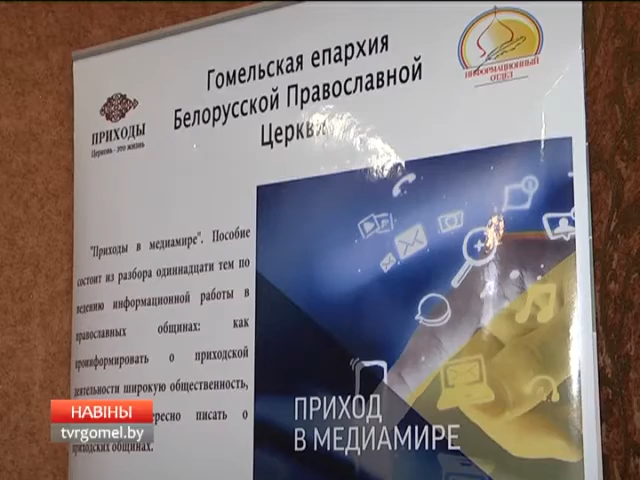 Гомельская епархия
Белорусской Православной
Церкви
ИНФОРМАЦИОННЫЙ
ОТДЕЛ
ПРИХОДЫ
Церковь - это жизнь
"Приходы в медиамире". Пособие
состоит из разбора одиннадцати тем по
ведению информационной работы в
православных общинах: как
проинформировать о приходской
деятельности широкую общественность,
писать о
приходских общинах.
ПРИХОД
В МЕДИАМИРЕ
НАВІНЫ
tvrgomel.by